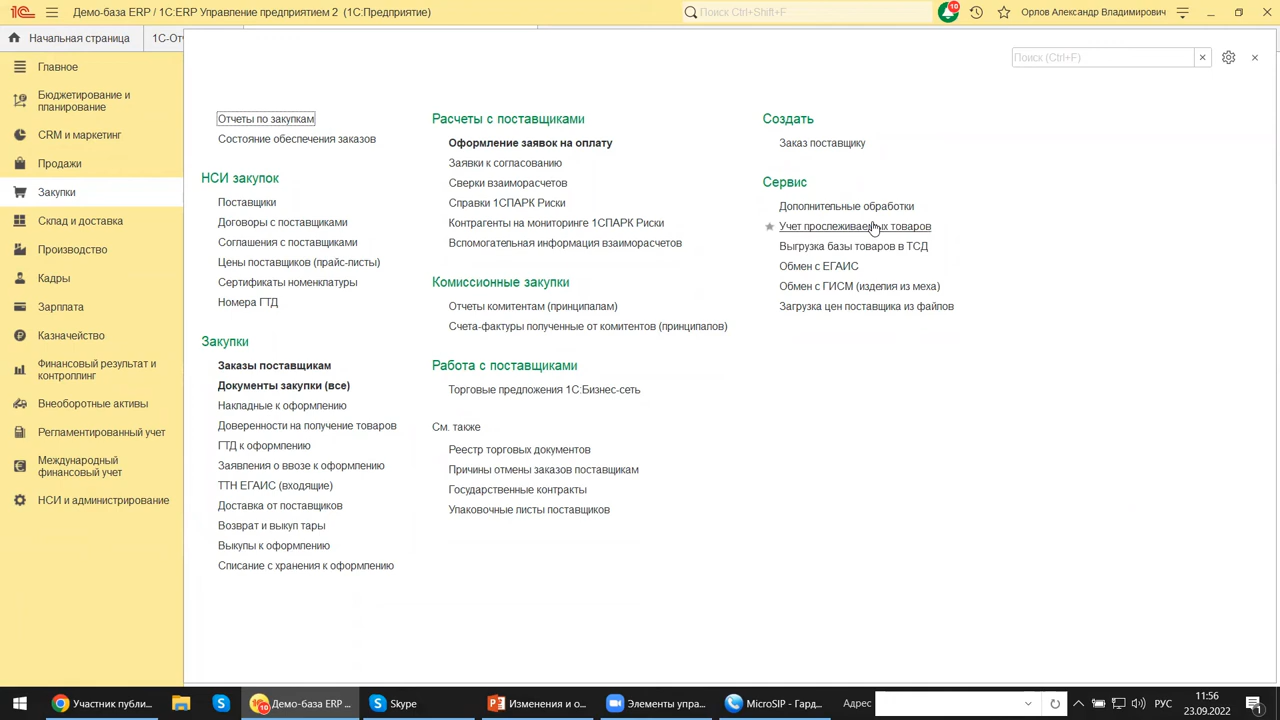 Демо-база ERP / 1С:ERP Управление предприятием 2 (1С:Предприятие)
Поиск Ctrl+Shift+F
10
Орлов Александр Владимирович
Начальная страница
1С-От
Главное
Бюджетирование и
планирование
CRM и маркетинг
Продажи
Закупки
Склад и доставка
Производство
Кадры
Зарплата
Казначейство
Финансовый результат и
контроллинг
Внеоборотные активы
Регламентированный учет
Международный
финансовый учет
НСИ и администрирование
Поиск (Ctrl+F)
Отчеты по закупкам
Состояние обеспечения заказов
НСИ закупок
Поставщики
Договоры с поставщиками
Соглашения с поставщиками
Цены поставщиков (прайс-листы)
Сертификаты номенклатуры
Номера ГТД
Закупки
Заказы поставщикам
Документы закупки (все)
Накладные к оформлению
Доверенности на получение товаров
ГТД к оформлению
Заявления о ввозе к оформлению
ТТН ЕГАИС (входящие)
Доставка от поставщиков
Возврат и выкуп тары
Выкупы к оформлению
Списание с хранения к оформлению
Расчеты с поставщиками
Оформление заявок на оплату
Заявки к согласованию
Сверки взаиморасчетов
Справки 1СПАРК Риски
Контрагенты на мониторинге 1СПАРК Риски
Вспомогательная информация взаиморасчетов
Комиссионные закупки
Отчеты комитентам (принципалам)
Счета-фактуры полученные от комитентов (принципалов)
Работа с поставщиками
Торговые предложения 1С:Бизнес-сеть
См. также
Реестр торговых документов
Причины отмены заказов поставщикам
Государственные контракты
Упаковочные листы поставщиков
Создать
Заказ поставщику
Сервис
Дополнительные обработки
Учет прослеживаемых товаров
Выгрузка базы товаров в ТСД
Обмен с ЕГАИС
Обмен с ГИСМ (изделия из меха)
Загрузка цен поставщика из файлов
Участник публи...
Демо-база ERP ...
Skype
Изменения и о...
Элементы упра...
MicroSIP - Гард...
Адрес
РУС
11:56
23.09.2022
1